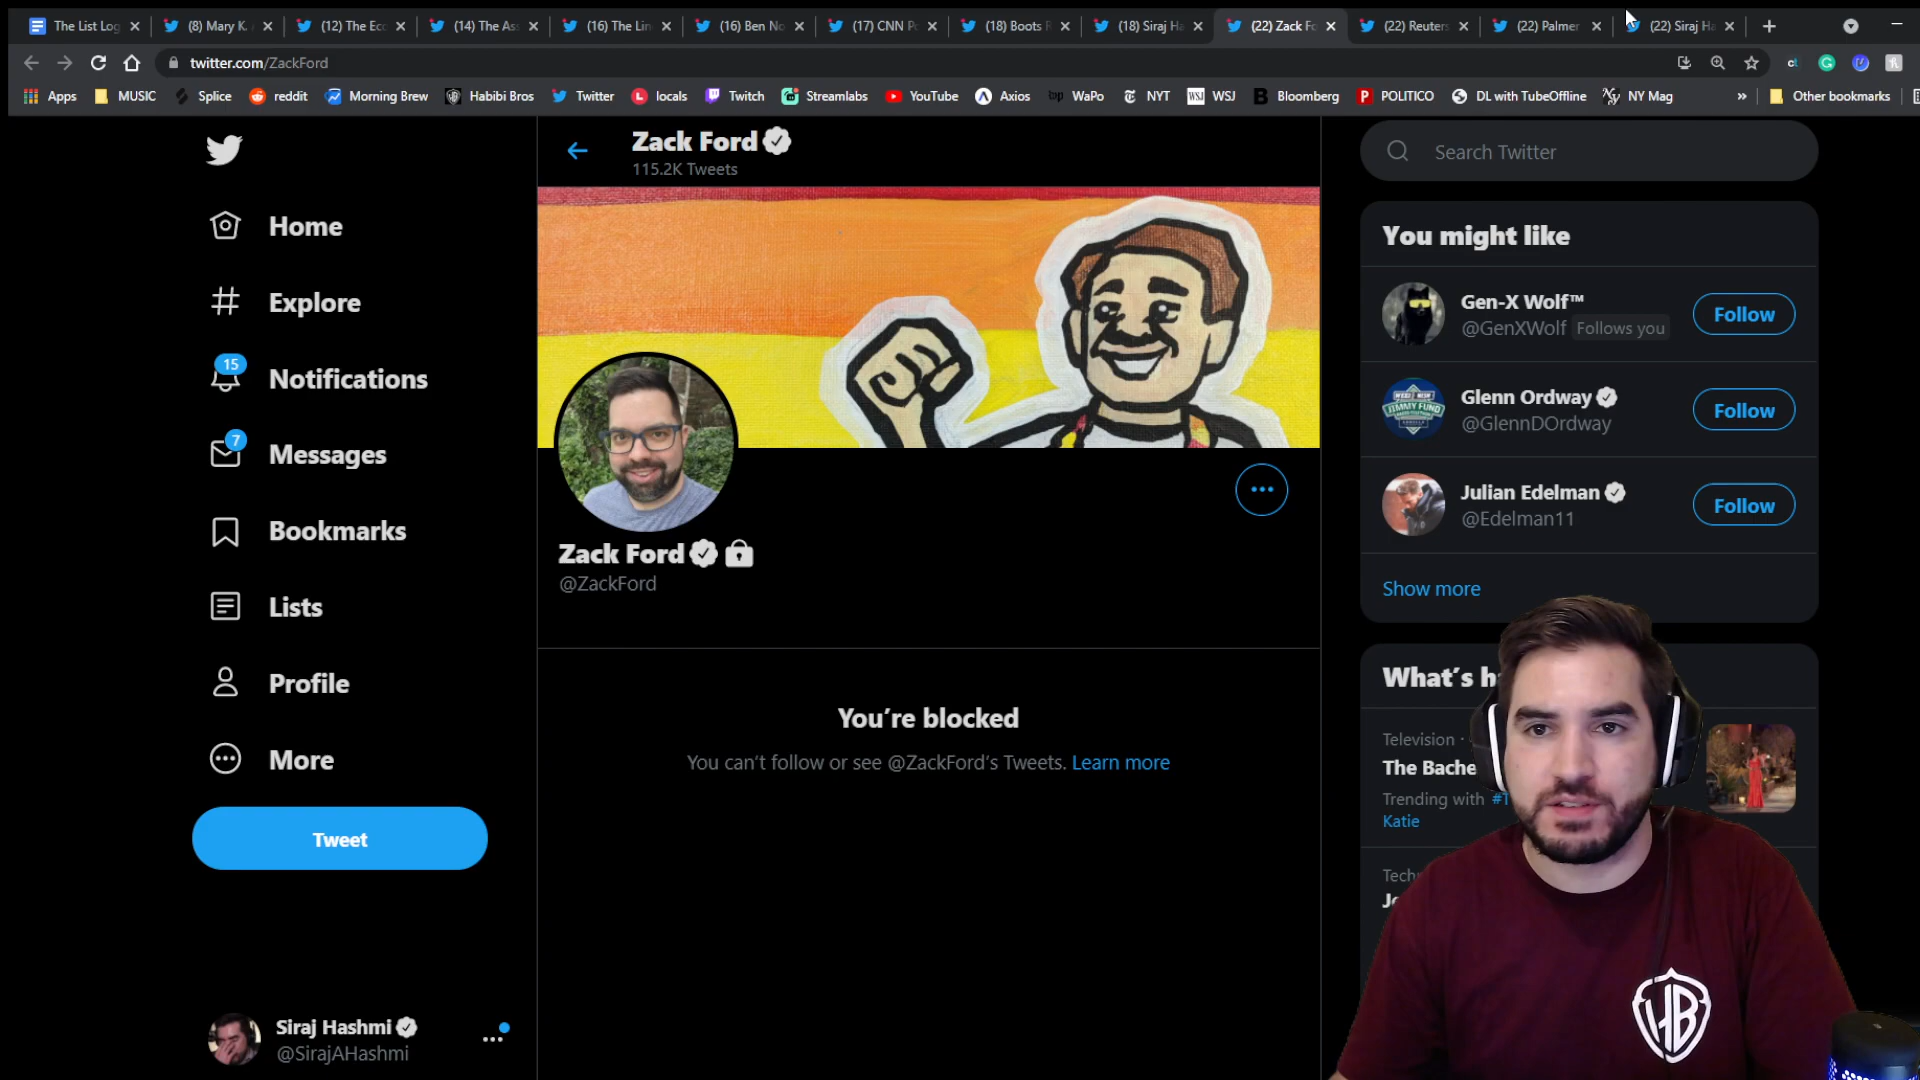 The List Log
(8) Mary K.
(12) The Ec
(14) The As
(16) The Lin
(16) Ben No
(17) CNN P
(18) Boots
(18) Siraj Ha
(22) Zack Fo
(22) Reuters
(22) Palmer
(22) Siraj Ha
twitter.com/ZackFord
Apps
MUSIC
Splice
reddit
Morning Brew
Habibi Bros
Twitter
locals
Twitch
Streamlabs
YouTube
Axios
WaPo
NYT
WSJ
Bloomberg
POLITICO
DL with TubeOffline
NY Mag
»
Other bookmarks
Zack Ford
115.2K Tweets
Search Twitter
Home
Explore
15
Notifications
7
Messages
Bookmarks
Lists
Profile
More
Tweet
Siraj Hashmi
@SirajAHashmi
Zack Ford
@ZackFord
You're blocked
You can't follow or see @ZackFord's Tweets. Learn more
You might like
Gen-X Wolf™
@GenXWolf Follows you
Follow
Glenn Ordway
@GlennDOrdway
Follow
Julian Edelman
@Edelman11
Follow
Show more
What's h
Television ·
The Bache
Trending with #T
Katie
Tech
HB